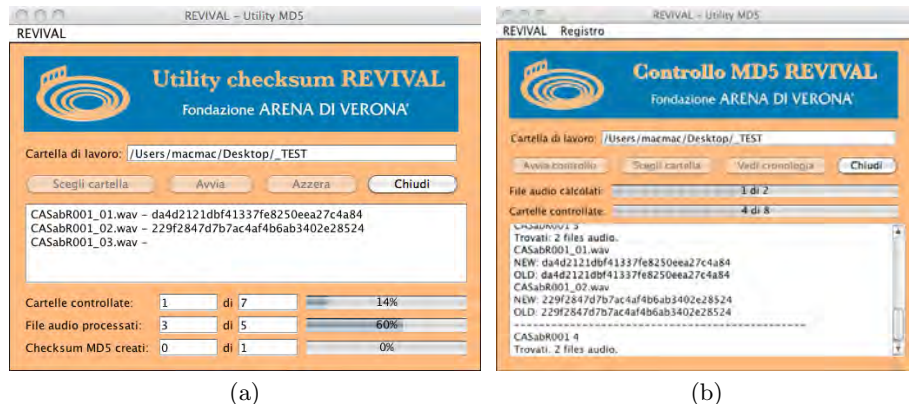 REVIVAL – Utility MD5
REVIVAL
Utility checksum REVIVAL
Fondazione ARENA DI VERONA'
Cartella di lavoro: /Users/macmac/Desktop/_TEST
Scegli cartella Avvia Azzera Chiudi
CASabR001_01.wav – da4d2121dbf41337fe8250eea27c4a84
CASabR001_02.wav – 229f2847d7b7ac4f4b6ab3402e28524
CASabR001_03.wav –
Cartelle controllate: 1 di 7 14%
File audio processati: 3 di 5 60%
Checksum MD5 creati: 0 di 1 0%
(a)
REVIVAL – Utility MD5
REVIVAL Registro
Controllo MD5 REVIVAL
Fondazione ARENA DI VERONA'
Cartella di lavoro: /Users/macmac/Desktop/_TEST
Avvia controllo Scegli cartella Vedi cronologia Chiudi
File audio calcolati: 1 di 2
Cartelle controllate: 4 di 8
CASabR001 3
Trovati: 2 files audio.
CASabR001_01.wav
NEW: da4d2121dbf41337fe8250eea27c4a84
OLD: da4d2121dbf41337fe8250eea27c4a84
CASabR001_02.wav
NEW: 229f2847d7b7ac4f4b6ab3402e28524
OLD: 229f2847d7b7ac4f4b6ab3402e28524
------------------------------------------------------------
CASabR001 4
Trovati: 2 files audio.
(b)